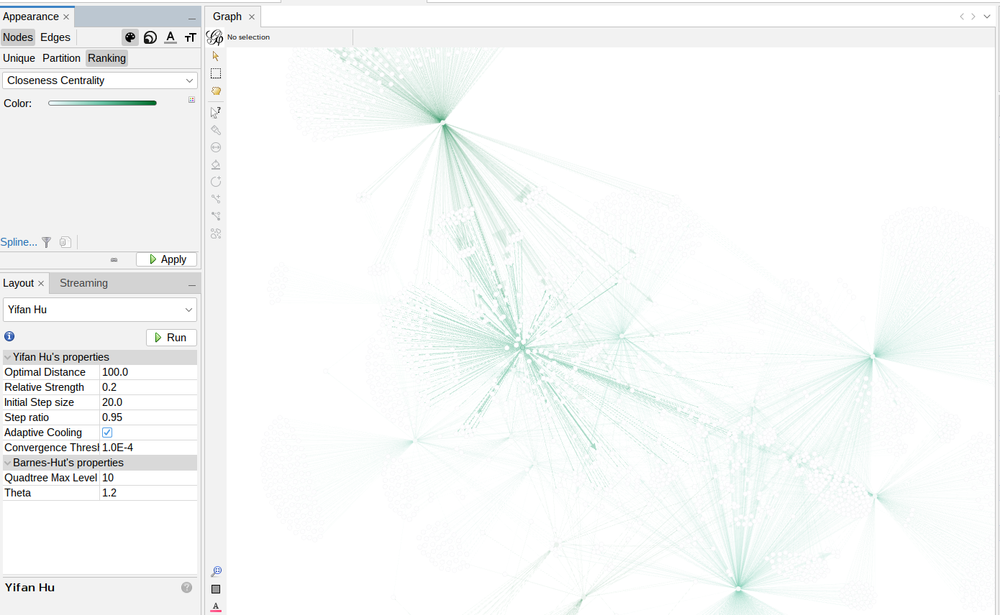 Appearance
Nodes Edges A TT
Unique Partition Ranking
Closeness Centrality
Color:
Spline...
Apply
Layout Streaming
Yifan Hu
Run
Yifan Hu's properties
Optimal Distance 100.0
Relative Strength 0.2
Initial Step size 20.0
Step ratio 0.95
Adaptive Cooling
Convergence Thresh 1.0E-4
Barnes-Hut's properties
Quadtree Max Level 10
Theta 1.2
Yifan Hu
?
Graph
No selection
A